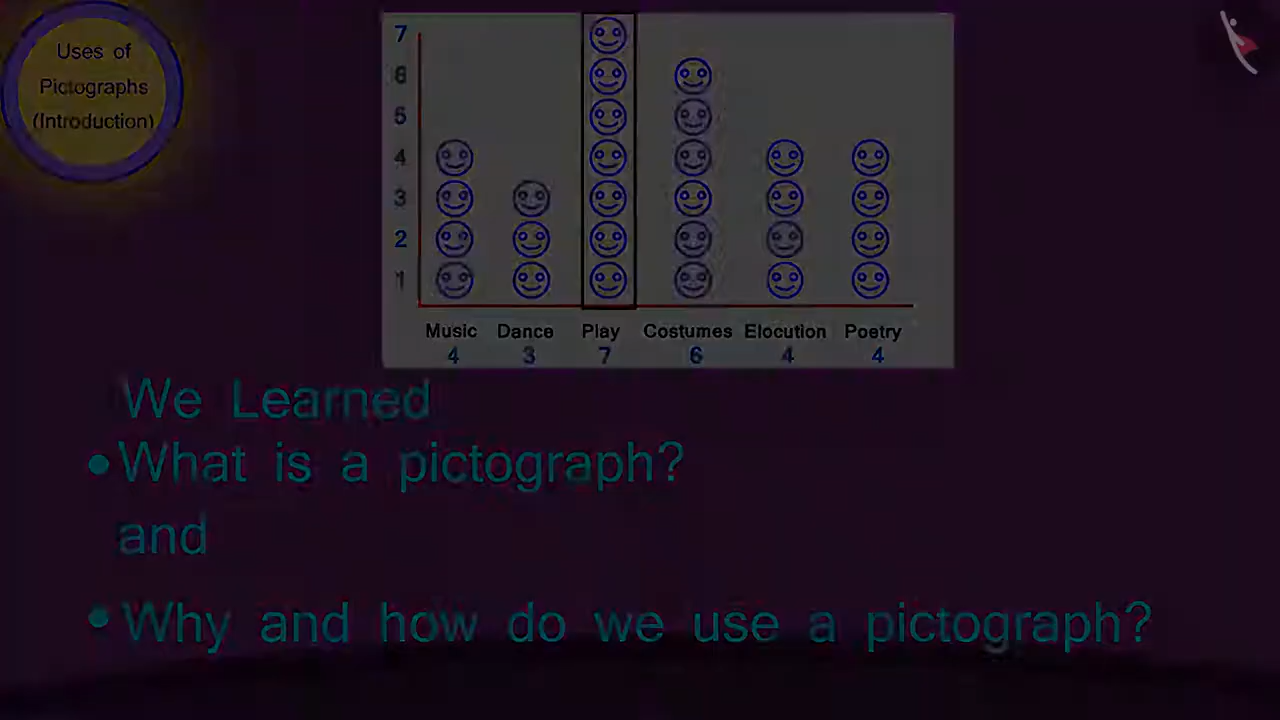 Uses of
Pictographs
(Introduction)
7
6
5
4
3
2
1
Music Dance Play Costumes Elocution Poetry
4 3 7 6 4 4
We Learned
•What is a pictograph?
and
• Why and how do we use a pictograph?